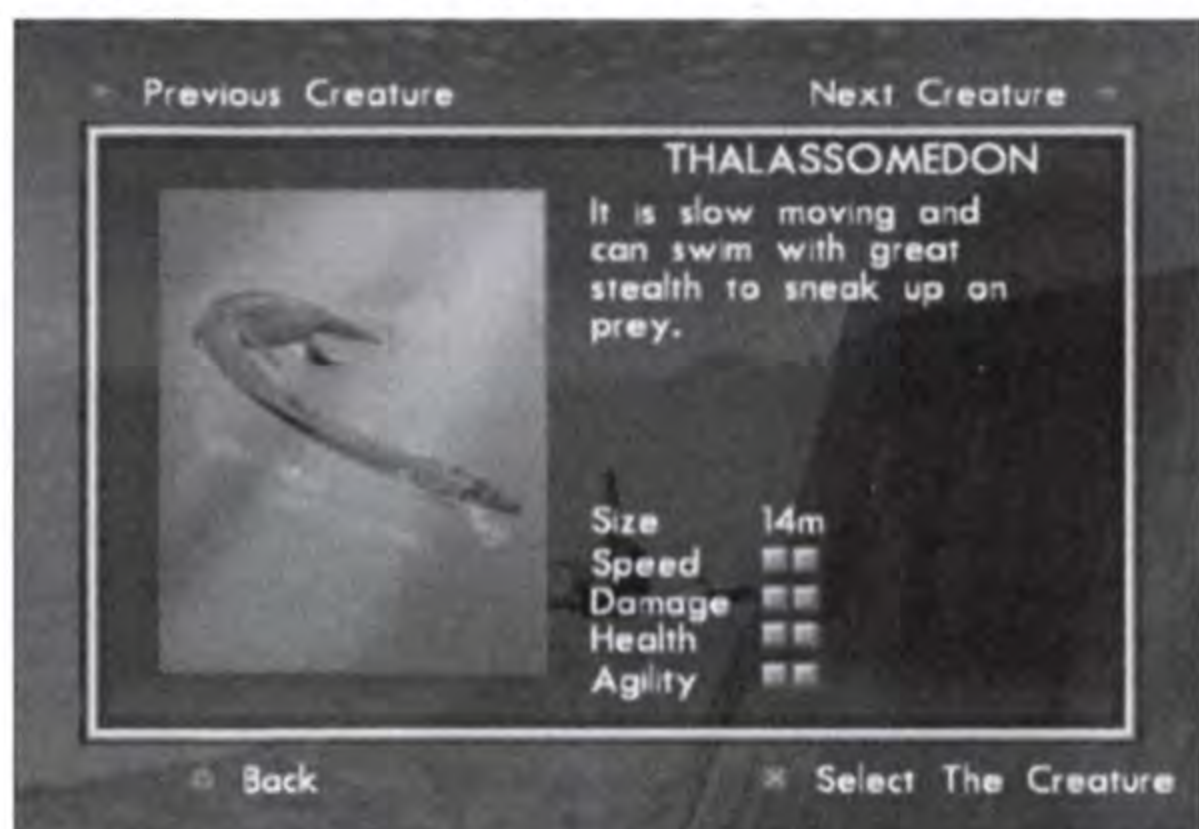 Previous Creature
Next Creature
THALASSOMEDON
It is slow moving and
can swim with great
stealth to sneak up on
prey.
Size 14m
Speed
Damage
Health
Agility
Back
Select The Creature